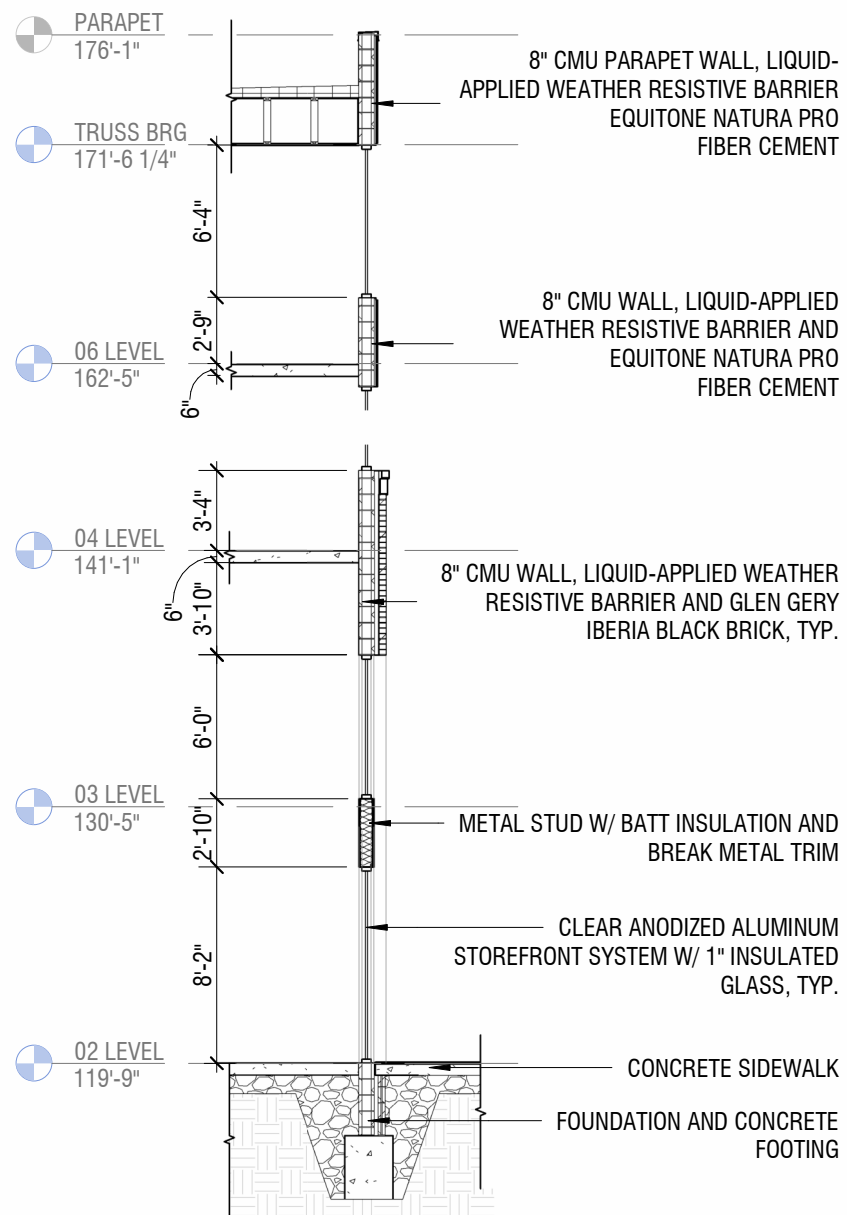 PARAPET
176'-1"
8" CMU PARAPET WALL, LIQUID-
APPLIED WEATHER RESISTIVE BARRIER
EQUITONE NATURA PRO
FIBER CEMENT
TRUSS BRG
171'-6 1/4"
6'-4"
2'-9"
8" CMU WALL, LIQUID-APPLIED
WEATHER RESISTIVE BARRIER AND
EQUITONE NATURA PRO
FIBER CEMENT
06 LEVEL
162'-5"
6"
3'-4"
04 LEVEL
141'-1"
6"
3'-10"
8" CMU WALL, LIQUID-APPLIED WEATHER
RESISTIVE BARRIER AND GLEN GERY
IBERIA BLACK BRICK, TYP.
6'-0"
03 LEVEL
130'-5"
2'-10"
METAL STUD W/ BATT INSULATION AND
BREAK METAL TRIM
8'-2"
CLEAR ANODIZED ALUMINUM
STOREFRONT SYSTEM W/ 1" INSULATED
GLASS, TYP.
02 LEVEL
119'-9"
CONCRETE SIDEWALK
FOUNDATION AND CONCRETE
FOOTING